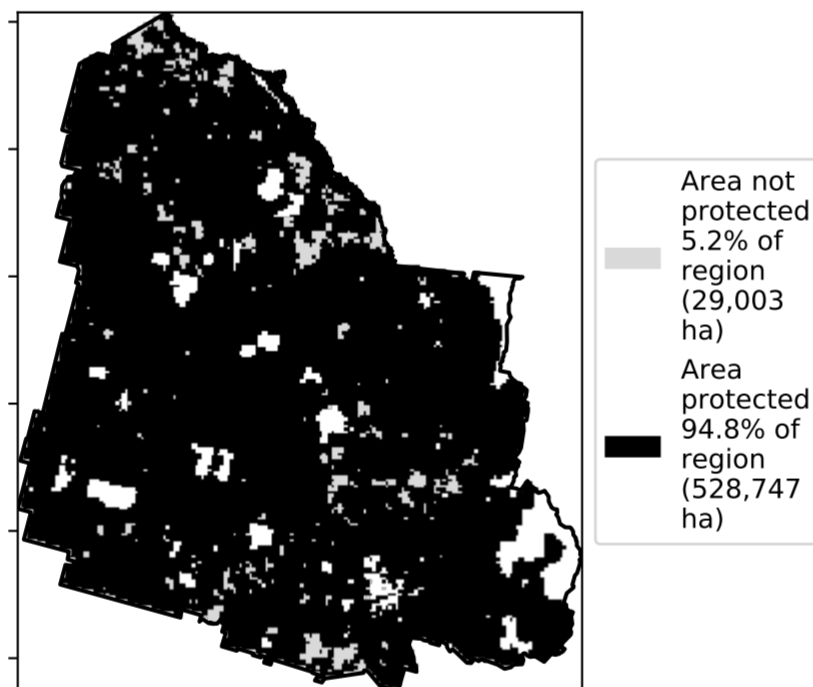 Area not
protected
5.2% of
region
(29,003
ha)
Area
protected
94.8% of
region
(528,747
ha)